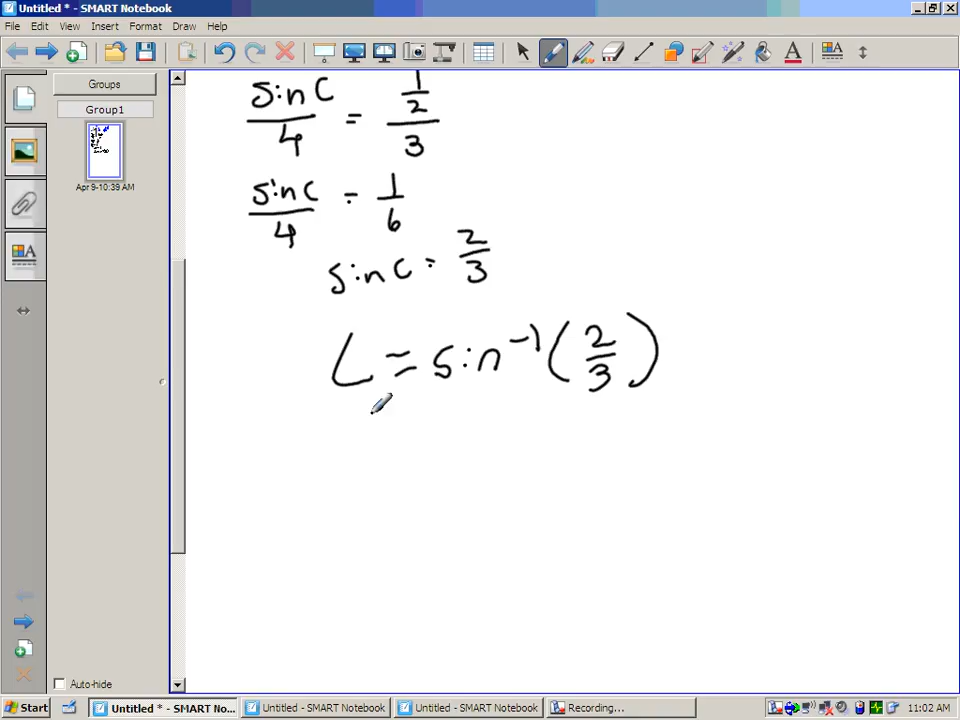 Untitled * - SMART Notebook
File Edit View Insert Format Draw Help
Groups
Group1
Apr 9-10:39 AM
sin C / 4 = 1/2 / 3
sin C / 4 = 1 / 6
sin C = 2 / 3
C = sin⁻¹ ( 2 / 3 )
Auto-hide
Start Untitled * - SMART No... Untitled - SMART Notebook Untitled - SMART Notebook Recording... 11:02 AM